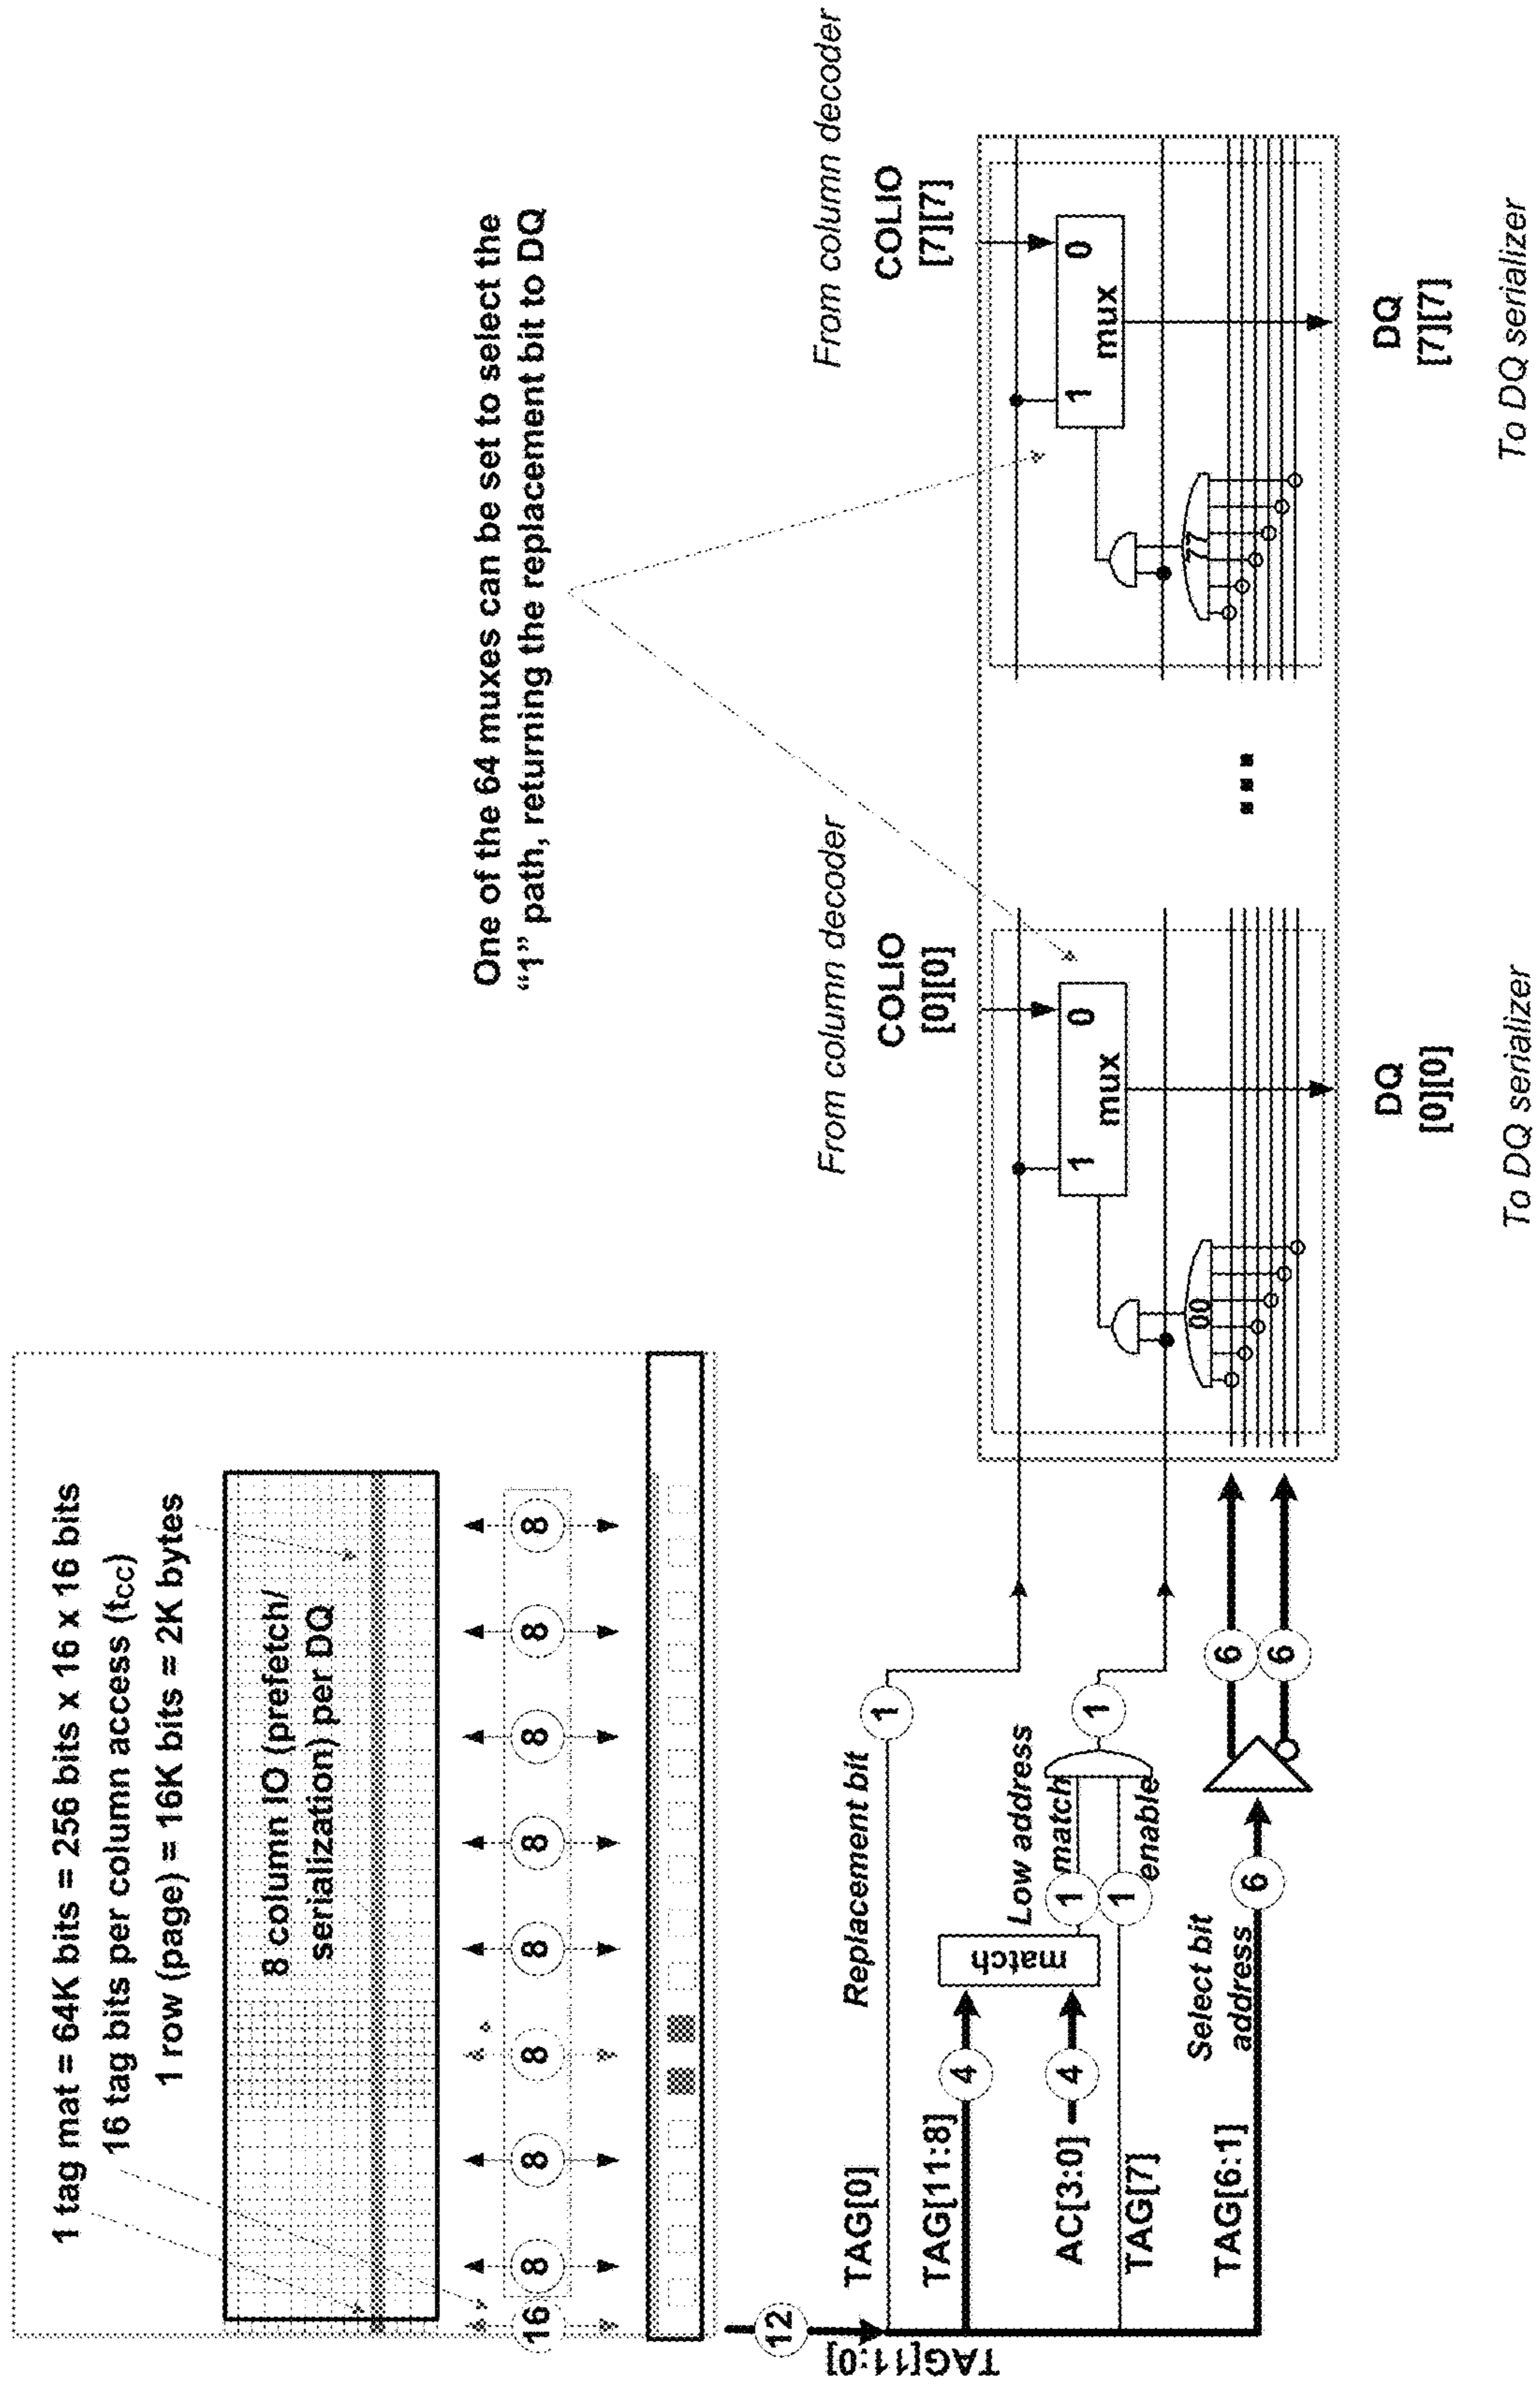 1 tag mat = 64K bits = 256 bits x 16 x 16 bits
16 tag bits per column access (tcc)
1 row (page) = 16K bits = 2K bytes
8 column IO (prefetch/
serialization) per DQ
16
8
8
8
8
8
8
8
8
12
TAG[11:0]
One of the 64 muxes can be set to select the
“1” path, returning the replacement bit to DQ
TAG[0]
Replacement bit
1
TAG[11:8]
4
match
AC[3:0]
4
Low address
match
1
TAG[7]
1
enable
1
TAG[6:1]
Select bit
address
6
6
6
From column decoder
COLIO
[0][0]
1
0
mux
00
DQ
[0][0]
To DQ serializer
From column decoder
COLIO
[7][7]
1
0
mux
77
DQ
[7][7]
To DQ serializer